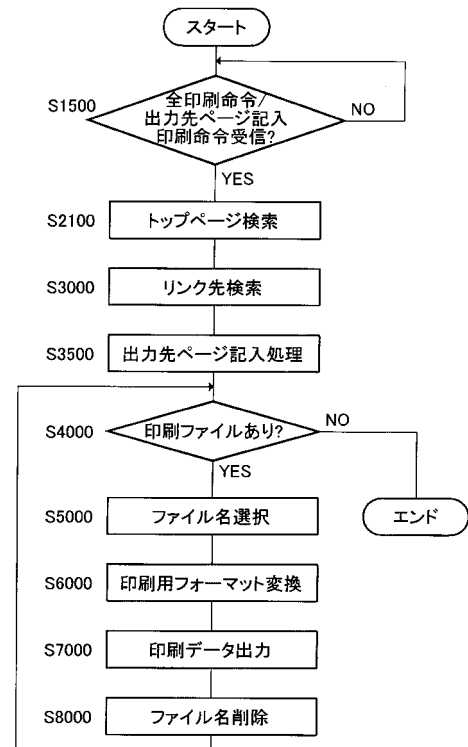 スタート
S1500
全印刷命令/
出力先ページ記入
印刷命令受信?
NO
YES
S2100
トップページ検索
S3000
リンク先検索
S3500
出力先ページ記入処理
S4000
印刷ファイルあり?
NO
YES
エンド
S5000
ファイル名選択
S6000
印刷用フォーマット変換
S7000
印刷データ出力
S8000
ファイル名削除